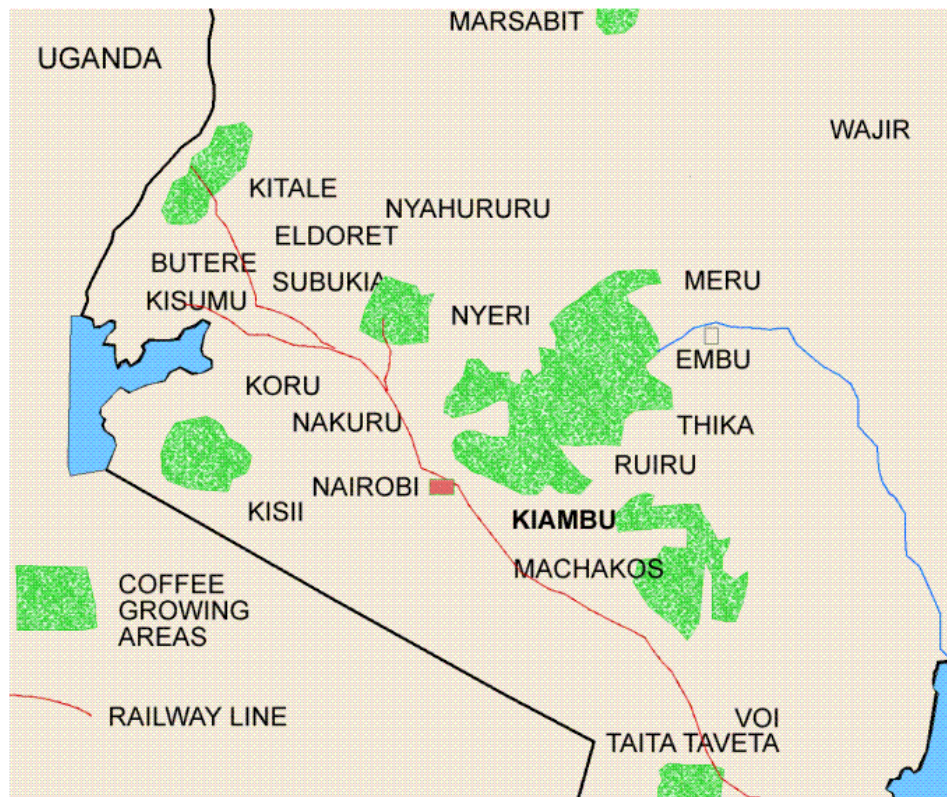 MARSABIT
UGANDA
WAJIR
KITALE
NYAHURURU
ELDORET
BUTERE
SUBUKIA
MERU
KISUMU
NYERI
EMBU
KORU
NAKURU
THIKA
RUIRU
NAIROBI
KISII
KIAMBU
MACHAKOS
COFFEE
GROWING
AREAS
RAILWAY LINE
VOI
TAITA TAVETA